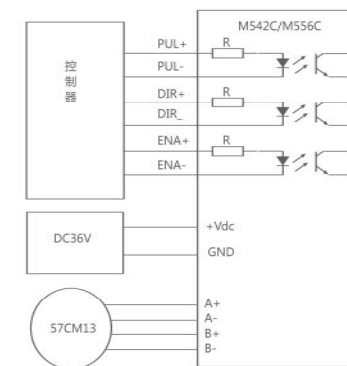 M542C/M556C
控制器
PUL+
R
PUL-
DIR+
R
DIR_
ENA+
R
ENA-
DC36V
+Vdc
GND
57CM13
A+
A-
B+
B-